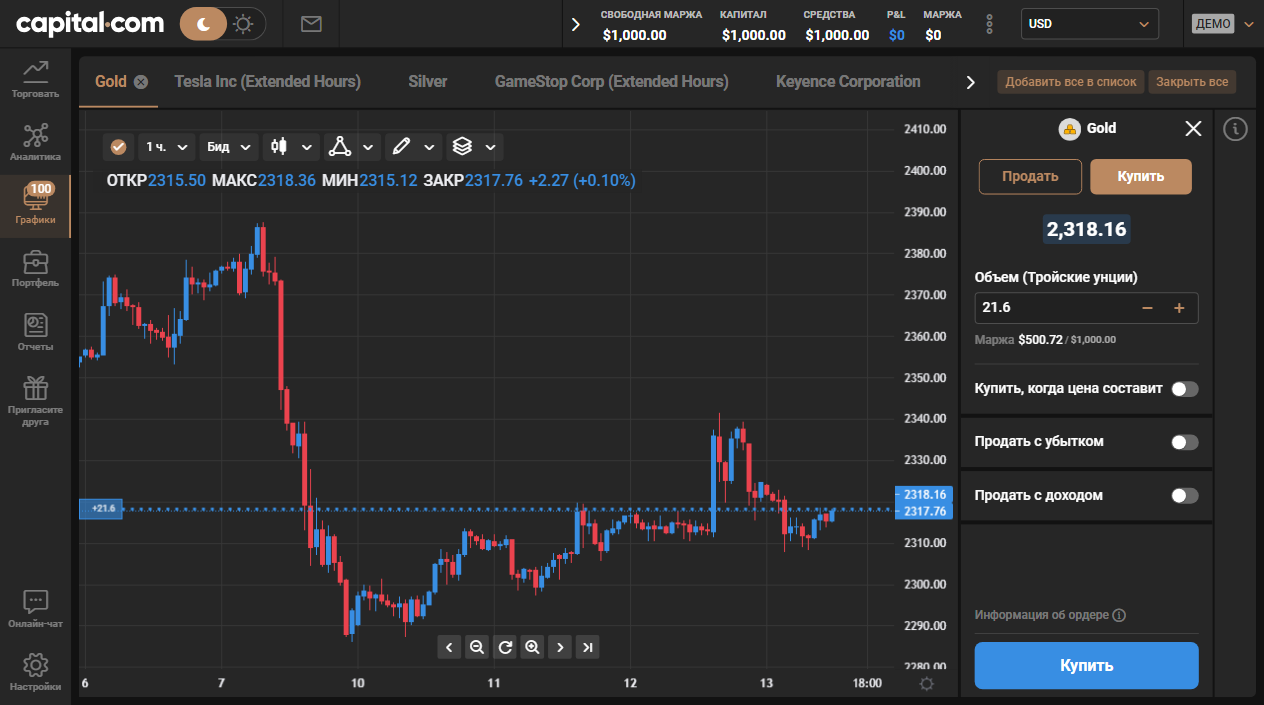 capital.com
СВОБОДНАЯ МАРЖА КАПИТАЛ СРЕДСТВА P&L МАРЖА
$1,000.00 $1,000.00 $1,000.00 $0 $0
USD
ДЕМО
Торговать
Аналитика
100
Графики
Портфель
Отчеты
Пригласите
друга
Онлайн-чат
Настройки
Gold Tesla Inc (Extended Hours) Silver GameStop Corp (Extended Hours) Keyence Corporation
Добавить все в список Закрыть все
1 ч. Бид
ОТКР2315.50 МАКС2318.36 МИН2315.12 ЗАКР2317.76 +2.27 (+0.10%)
2410.00
2400.00
2390.00
2380.00
2370.00
2360.00
2350.00
2340.00
2330.00
2318.16
2317.76
2310.00
2300.00
2290.00
2280.00
+21.6
6 7 10 11 12 13 18:00
Gold
Продать Купить
2,318.16
Объем (Тройские унции)
21.6
Маржа $500.72 / $1,000.00
Купить, когда цена составит
Продать с убытком
Продать с доходом
Информация об ордере
Купить